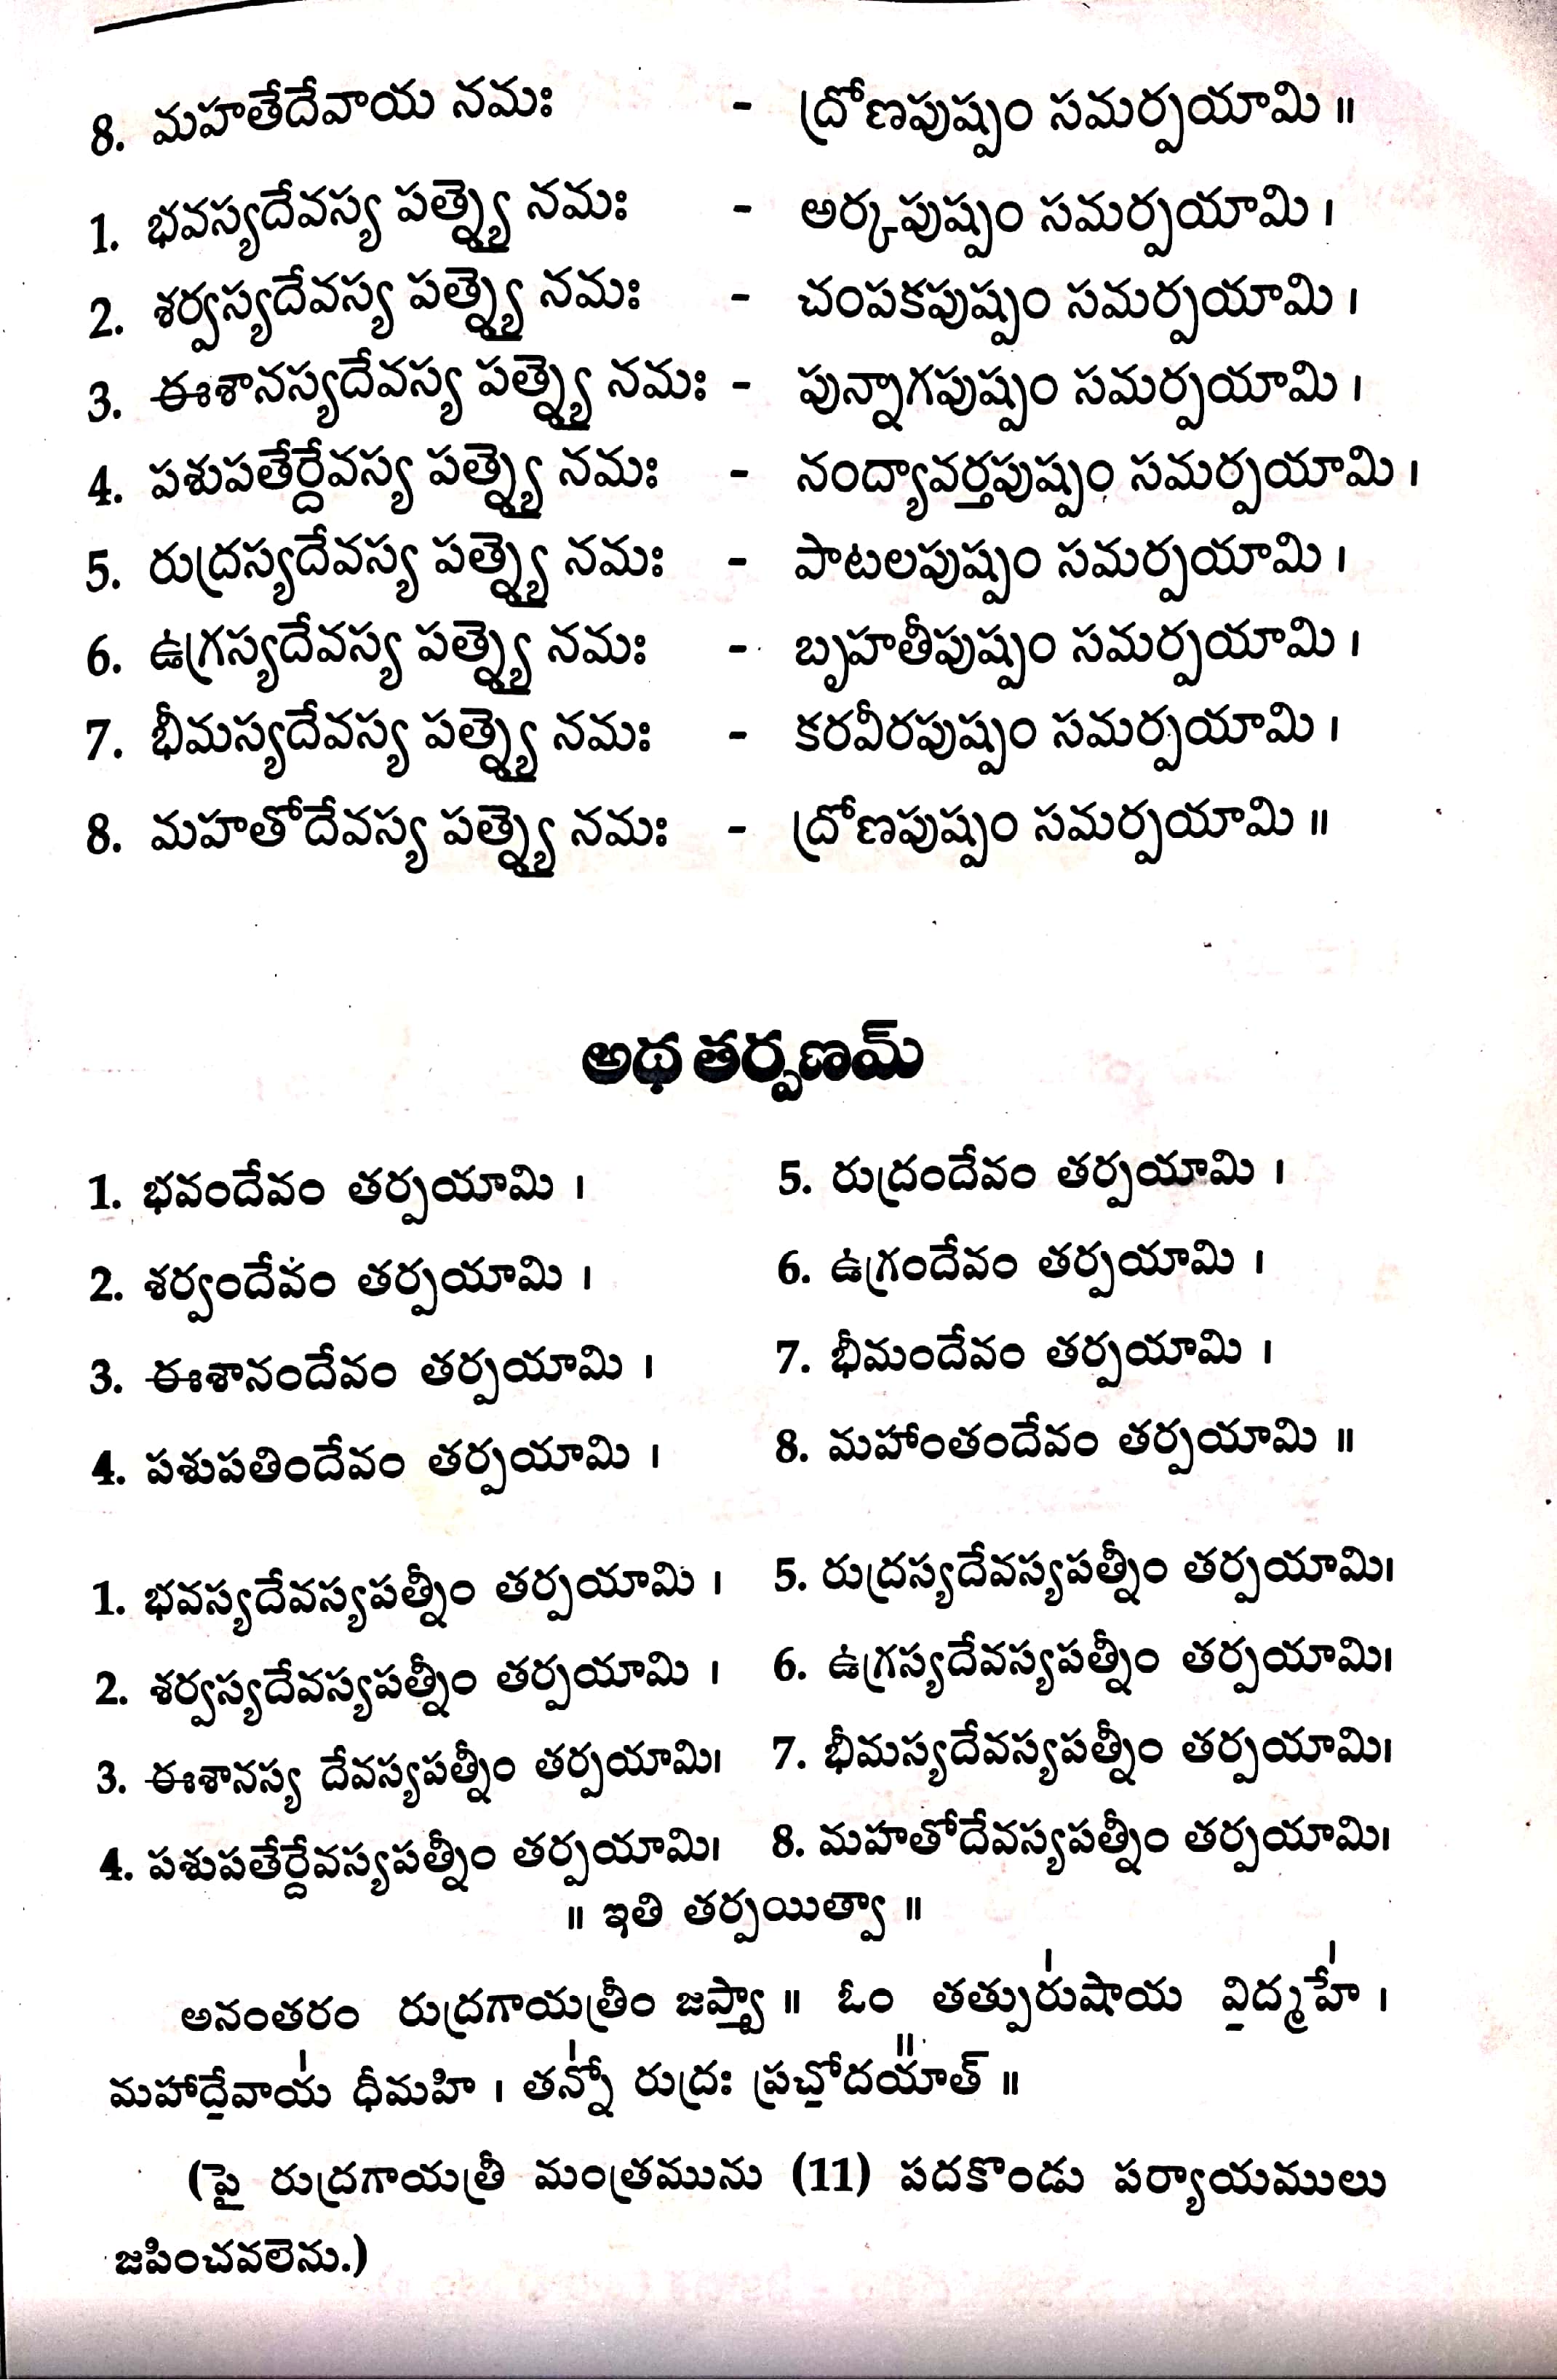 8. మహతేదేవాయ నమః - ద్రోణపుష్పం సమర్పయామి ॥
1. భవస్యదేవస్య పత్న్యై నమః - అర్కపుష్పం సమర్పయామి ।
2. శర్వస్యదేవస్య పత్న్యై నమః - చంపకపుష్పం సమర్పయామి ।
3. ఈశానస్యదేవస్య పత్న్యై నమః - పున్నాగపుష్పం సమర్పయామి ।
4. పశుపతేర్దేవస్య పత్న్యై నమః - నంద్యావర్తపుష్పం సమర్పయామి ।
5. రుద్రస్యదేవస్య పత్న్యై నమః - పాటలపుష్పం సమర్పయామి ।
6. ఉగ్రస్యదేవస్య పత్న్యై నమః - బృహతీపుష్పం సమర్పయామి ।
7. భీమస్యదేవస్య పత్న్యై నమః - కరవీరపుష్పం సమర్పయామి ।
8. మహతోదేవస్య పత్న్యై నమః - ద్రోణపుష్పం సమర్పయామి ॥
అథ తర్పణమ్
1. భవందేవం తర్పయామి ।
2. శర్వందేవం తర్పయామి ।
3. ఈశానందేవం తర్పయామి ।
4. పశుపతిందేవం తర్పయామి ।
5. రుద్రందేవం తర్పయామి ।
6. ఉగ్రందేవం తర్పయామి ।
7. భీమందేవం తర్పయామి ।
8. మహాంతందేవం తర్పయామి ॥
1. భవస్యదేవస్యపత్నీం తర్పయామి ।
2. శర్వస్యదేవస్యపత్నీం తర్పయామి ।
3. ఈశానస్య దేవస్యపత్నీం తర్పయామి।
4. పశుపతేర్దేవస్యపత్నీం తర్పయామి।
5. రుద్రస్యదేవస్యపత్నీం తర్పయామి।
6. ఉగ్రస్యదేవస్యపత్నీం తర్పయామి।
7. భీమస్యదేవస్యపత్నీం తర్పయామి।
8. మహతోదేవస్యపత్నీం తర్పయామి।
॥ ఇతి తర్పయిత్వా ॥
అనంతరం రుద్రగాయత్రీం జప్త్వా ॥ ఓం తత్పురు॑షాయ వి॒ద్మహే॑ ।
మహాదే॒వాయ॑ ధీమహి । తన్నో॑ రుద్రః ప్రచో॒దయా᳚త్ ॥
(పై రుద్రగాయత్రీ మంత్రమును (11) పదకొండు పర్యాయములు
జపించవలెను.)